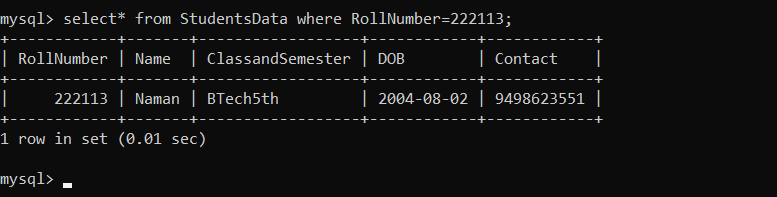 mysql> select* from StudentsData where RollNumber=222113;
+------------+-------+------------------+------------+------------+
| RollNumber | Name  | ClassandSemester | DOB        | Contact    |
+------------+-------+------------------+------------+------------+
|     222113 | Naman | BTech5th         | 2004-08-02 | 9498623551 |
+------------+-------+------------------+------------+------------+
1 row in set (0.01 sec)
mysql>